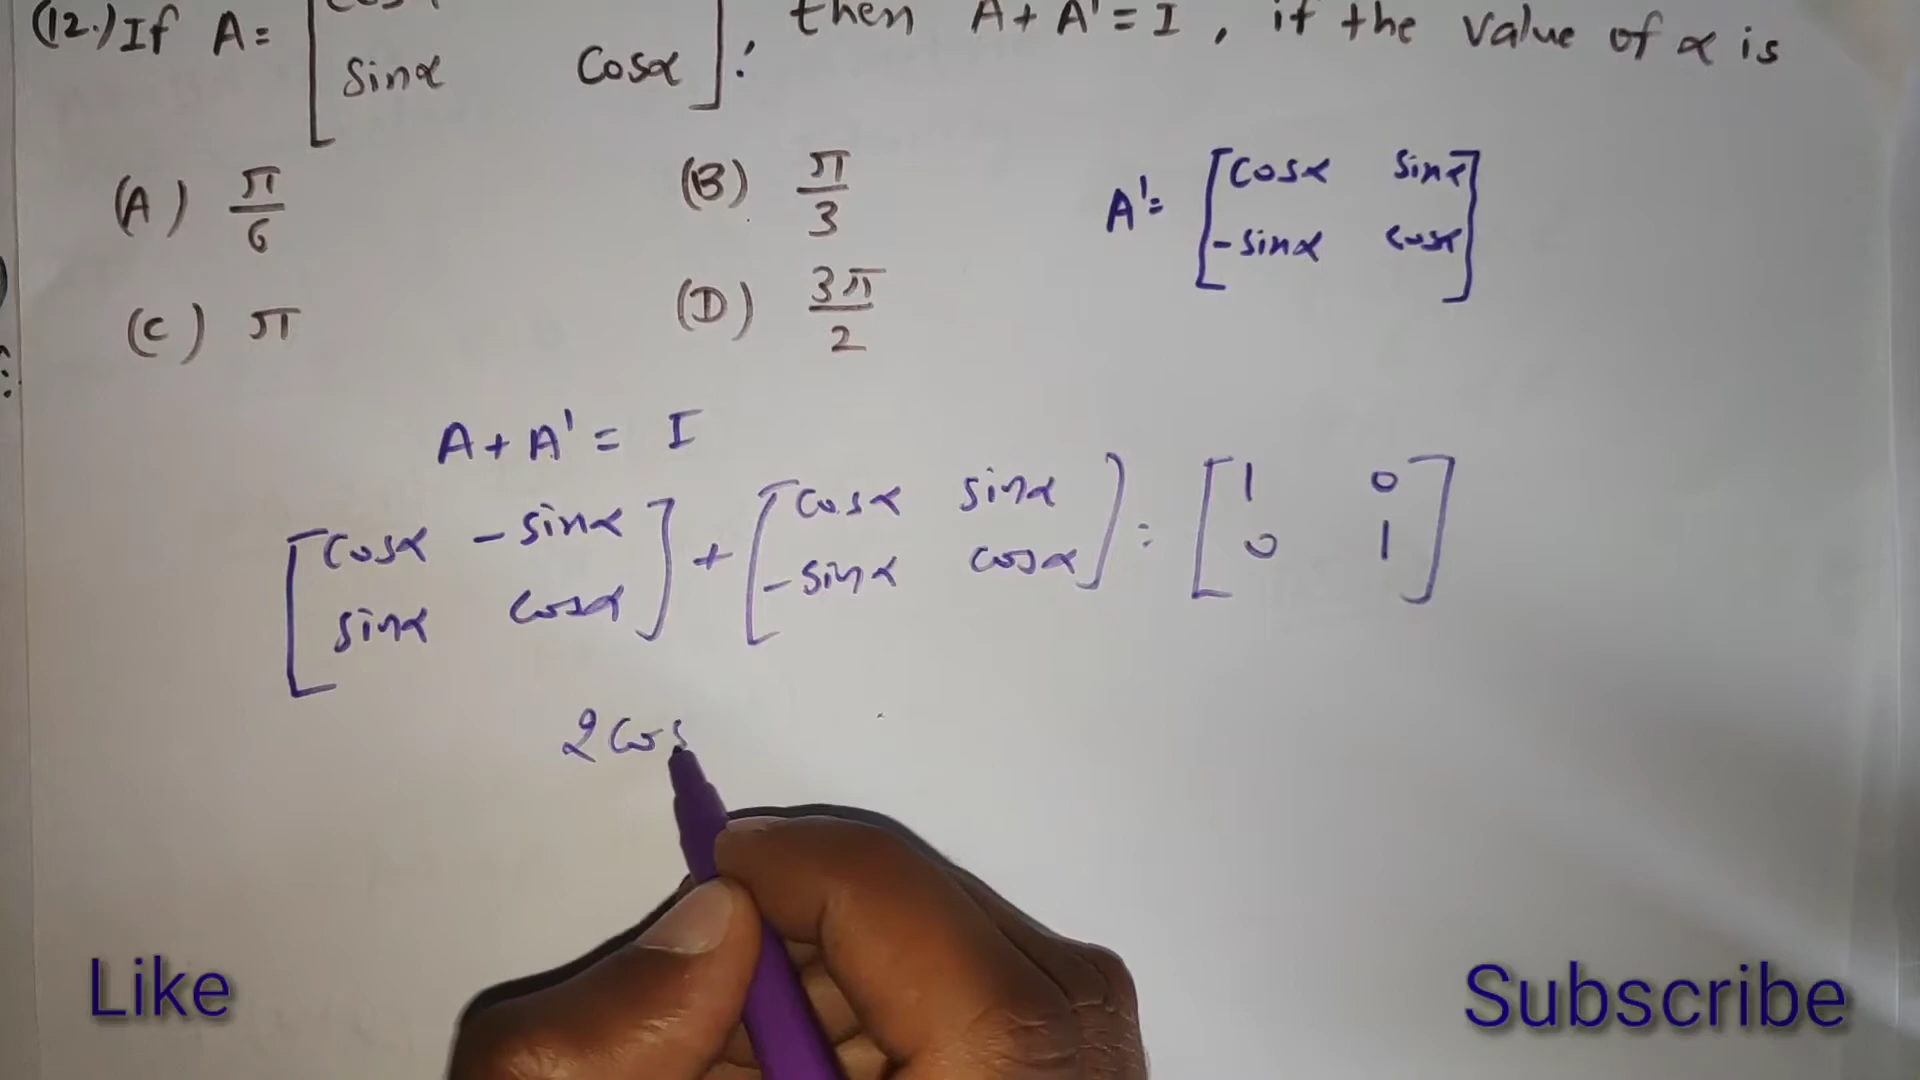 (12.) If A= [ sinα cosα ]; then A+A'=I, if the value of α is
(A) π/6 (B) π/3
(C) π (D) 3π/2
A'= [cosα sinα
-sinα cosα]
A+A' = I
[cosα -sinα
sinα cosα] + [cosα sinα
-sinα cosα] = [1 0
0 1]
2cos
Like
Subscribe